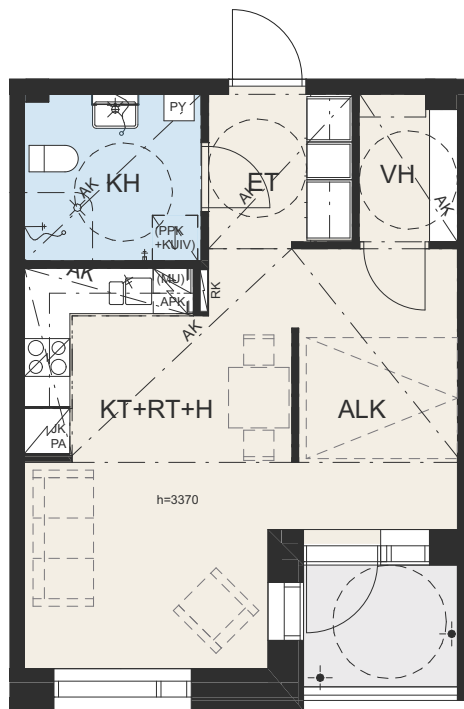 PY
KH
AK
ET
AK
VH
AK
(PPK
+KUIV)
AK
(MU)
APK
RK
AK
KT+RT+H
ALK
JK
PA
h=3370